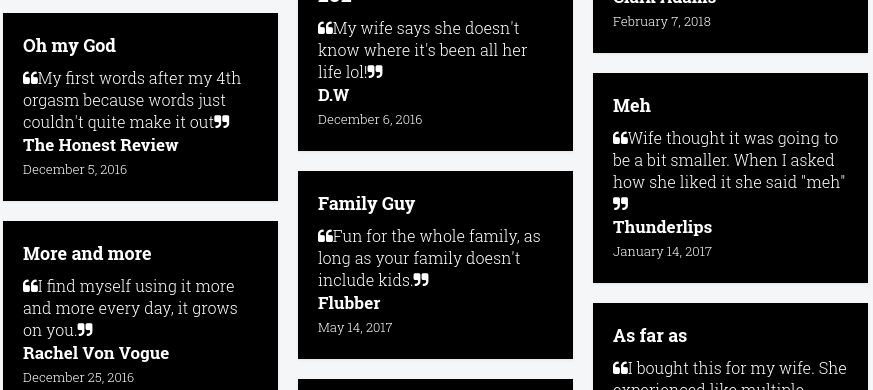 Oh my God
❝My first words after my 4th
orgasm because words just
couldn't quite make it out❞
The Honest Review
December 5, 2016
More and more
❝I find myself using it more
and more every day, it grows
on you.❞
Rachel Von Vogue
December 25, 2016
❝My wife says she doesn't
know where it's been all her
life lol!❞
D.W
December 6, 2016
Family Guy
❝Fun for the whole family, as
long as your family doesn't
include kids.❞
Flubber
May 14, 2017
February 7, 2018
Meh
❝Wife thought it was going to
be a bit smaller. When I asked
how she liked it she said "meh"
❞
Thunderlips
January 14, 2017
As far as
❝I bought this for my wife. She
experienced like multiple